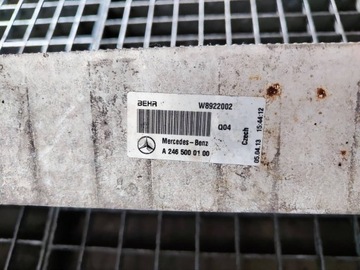 BEHR W8922002
Q04
Mercedes-Benz
A 246 500 01 00
Czech
05.04.13 15:44:12